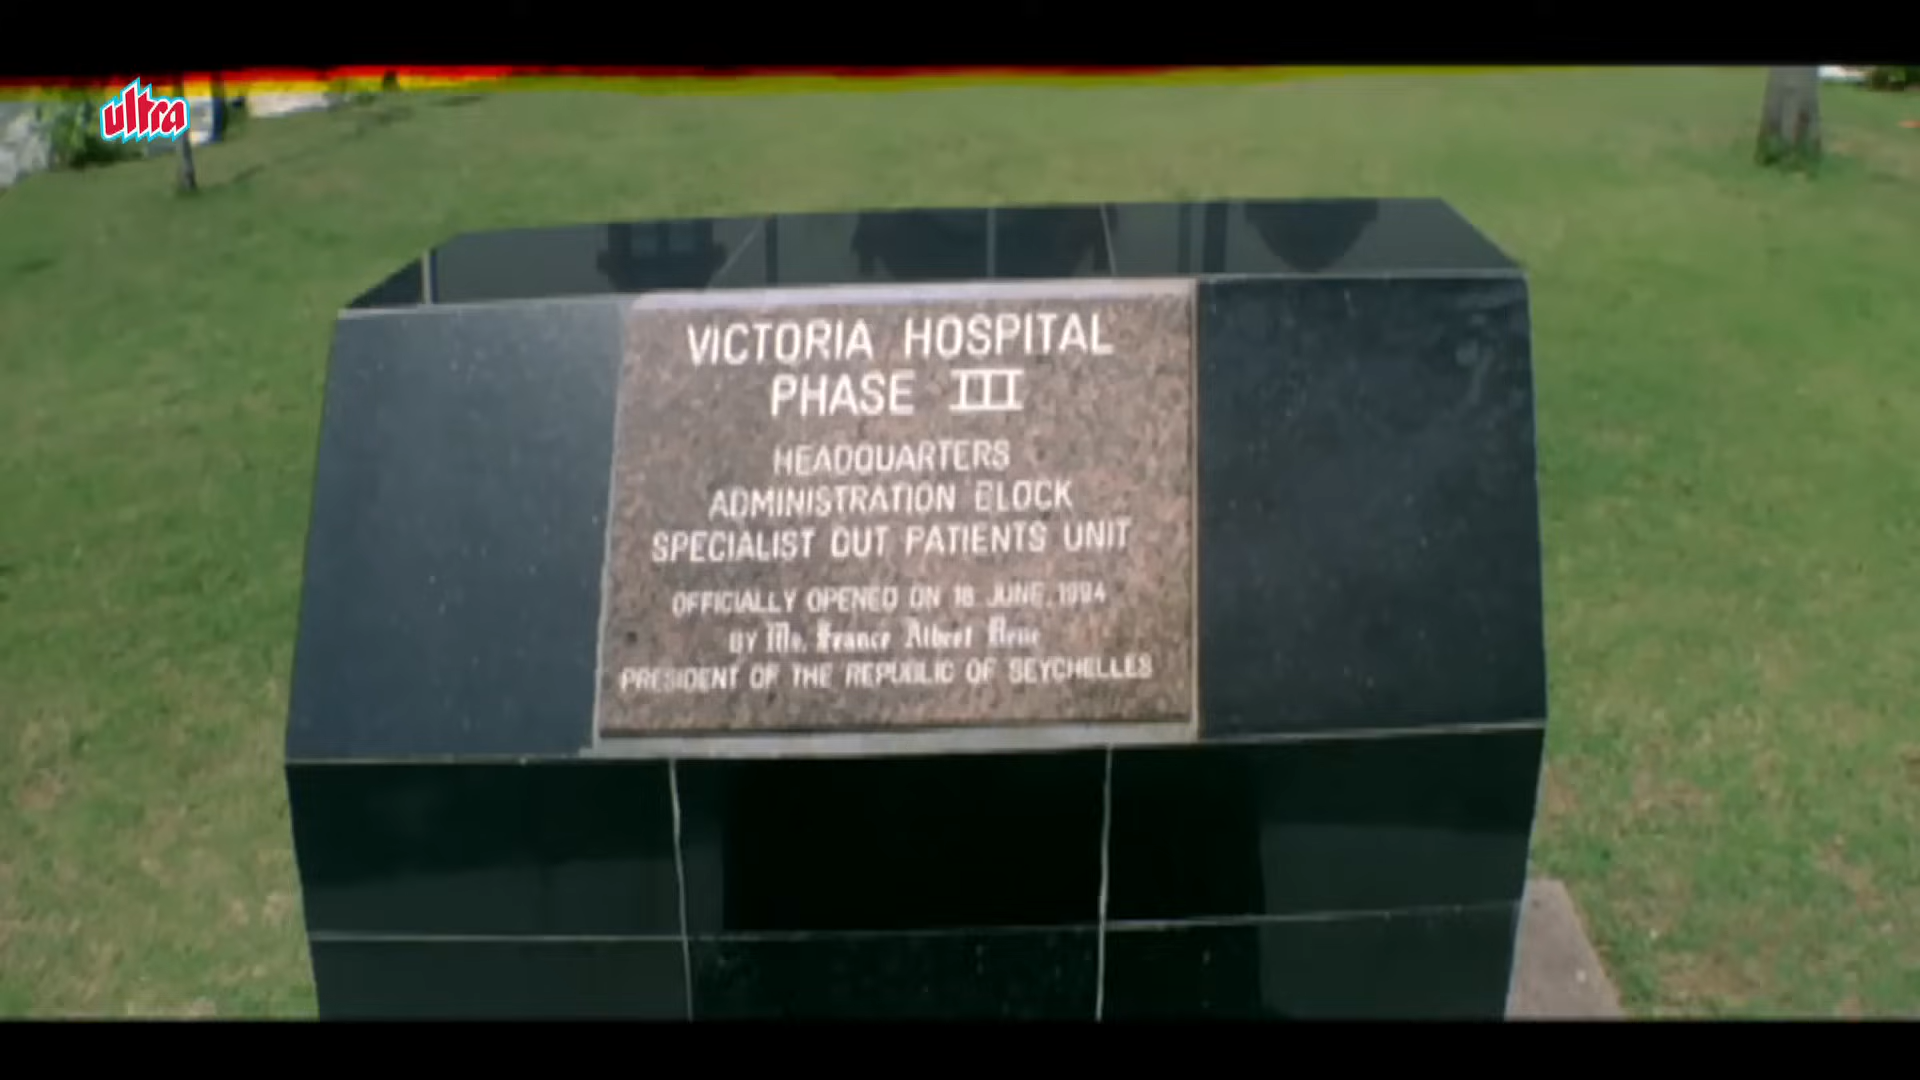 ultra
VICTORIA HOSPITAL
PHASE III
HEADQUARTERS
ADMINISTRATION BLOCK
SPECIALIST OUT PATIENTS UNIT
OFFICIALLY OPENED ON 18 JUNE, 1994
BY Mr. France Albert Rene
PRESIDENT OF THE REPUBLIC OF SEYCHELLES